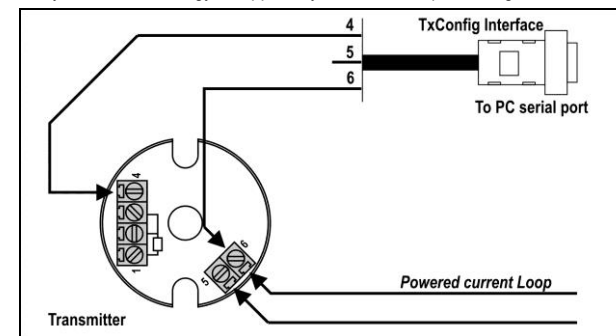 4
TxConfig Interface
5
6
To PC serial port
4
1
6
5
Powered current Loop
Transmitter